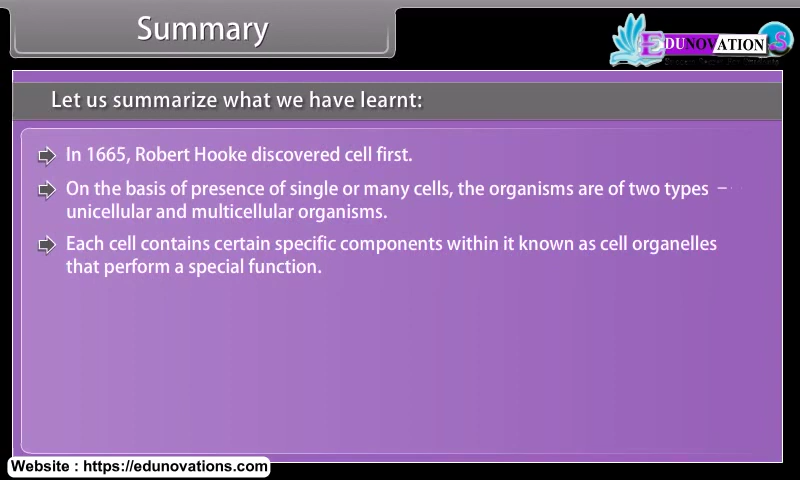 Summary
EDUNOVATION.S
Let us summarize what we have learnt:
In 1665, Robert Hooke discovered cell first.
On the basis of presence of single or many cells, the organisms are of two types –
unicellular and multicellular organisms.
Each cell contains certain specific components within it known as cell organelles
that perform a special function.
Website : https://edunovations.com